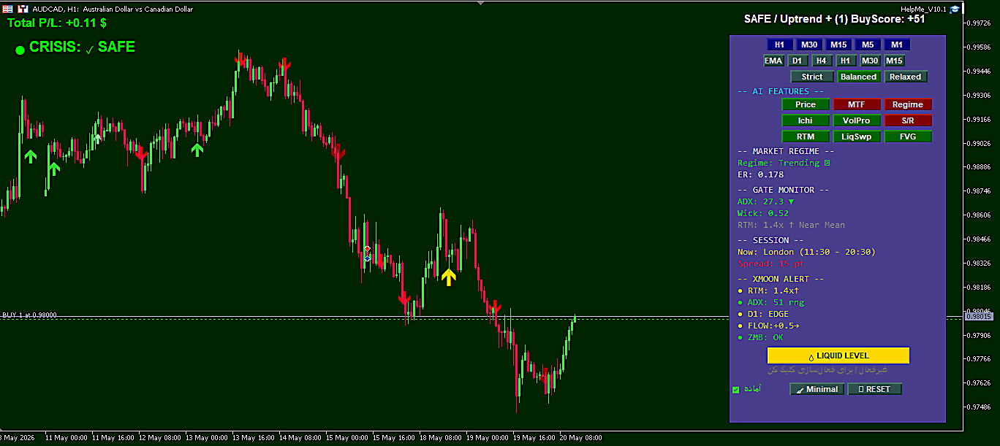 AUDCAD, H1: Australian Dollar vs Canadian Dollar
HelpMe_V10.1
Total P/L: +0.11 $
SAFE / Uptrend + (1) BuyScore: +51
CRISIS: ✓ SAFE
H1 M30 M15 M5 M1
EMA D1 H4 H1 M30 M15
Strict Balanced Relaxed
-- AI FEATURES --
Price MTF Regime
Ichi VolPro S/R
RTM LiqSwp FVG
-- MARKET REGIME --
Regime: Trending
ER: 0.178
-- GATE MONITOR --
ADX: 27.3 ▼
Wick: 0.52
RTM: 1.4x ↑ Near Mean
-- SESSION --
Now: London (11:30 - 20:30)
Spread: 15 pt
-- XMOON ALERT --
● RTM: 1.4x↑
● ADX: 51 rng
● D1: EDGE
● FLOW:+0.5→
● ZMB: OK
LIQUID LEVEL
غیرفعال | برای فعال‌سازی کلیک کن
آماده
Minimal RESET
BUY 1 at 0.98000
0.99726
0.99586
0.99446
0.99306
0.99166
0.99026
0.98886
0.98746
0.98606
0.98466
0.98326
0.98186
0.98046
0.98015
0.97906
0.97766
0.97626
0.97486
8 May 2026 11 May 00:00 11 May 16:00 12 May 08:00 13 May 00:00 13 May 16:00 14 May 08:00 15 May 00:00 15 May 16:00 18 May 08:00 19 May 00:00 19 May 16:00 20 May 08:00